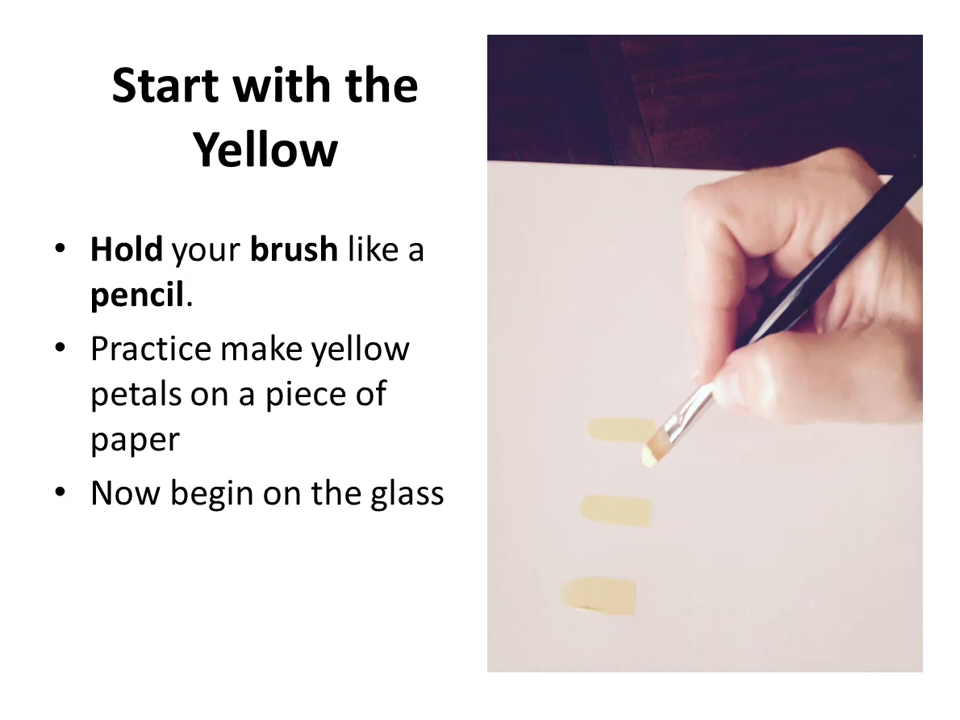 Start with the
Yellow
• Hold your brush like a
pencil.
• Practice make yellow
petals on a piece of
paper
• Now begin on the glass